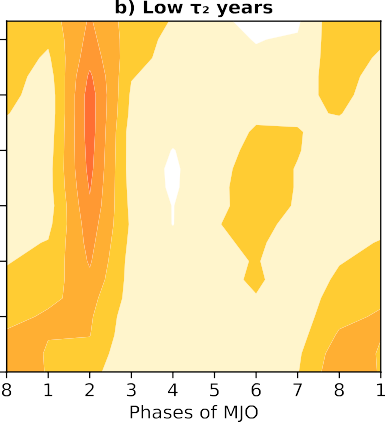 b) Low τ₂ years
8 1 2 3 4 5 6 7 8 1
Phases of MJO